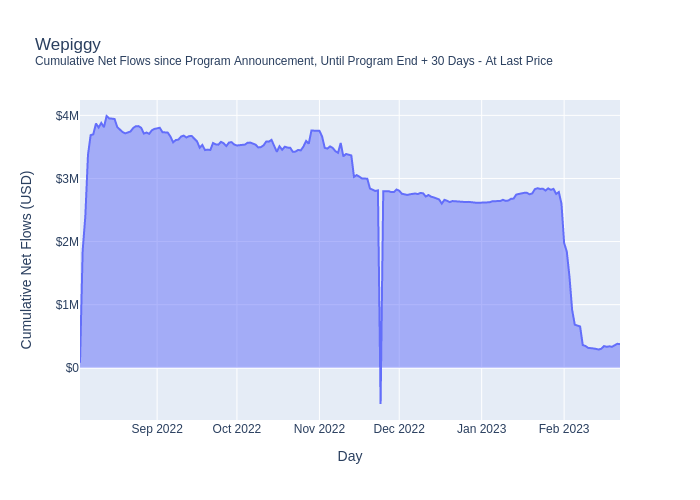 Wepiggy
Cumulative Net Flows since Program Announcement, Until Program End + 30 Days - At Last Price
Cumulative Net Flows (USD)
$4M
$3M
$2M
$1M
$0
Sep 2022
Oct 2022
Nov 2022
Dec 2022
Jan 2023
Feb 2023
Day